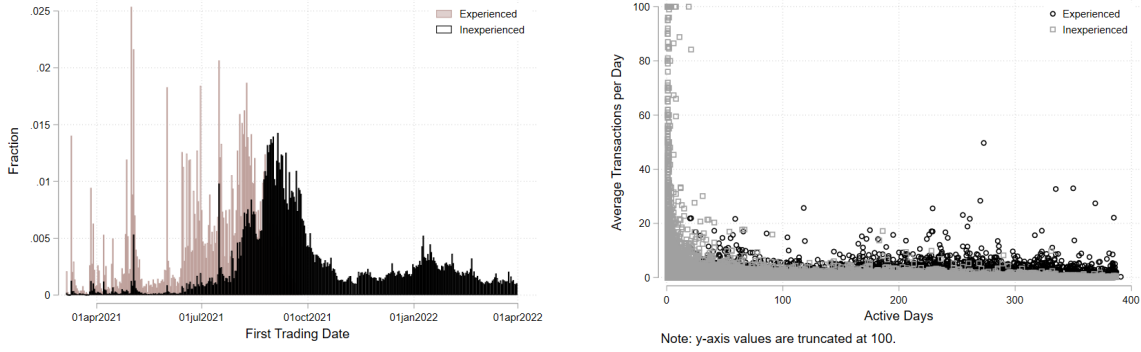 .025
.02
.015
.01
.005
0
Fraction
01apr2021
01jul2021
01oct2021
01jan2022
01apr2022
First Trading Date
Experienced
Inexperienced
100
80
60
40
20
0
Average Transactions per Day
0
100
200
300
400
Active Days
Experienced
Inexperienced
Note: y-axis values are truncated at 100.